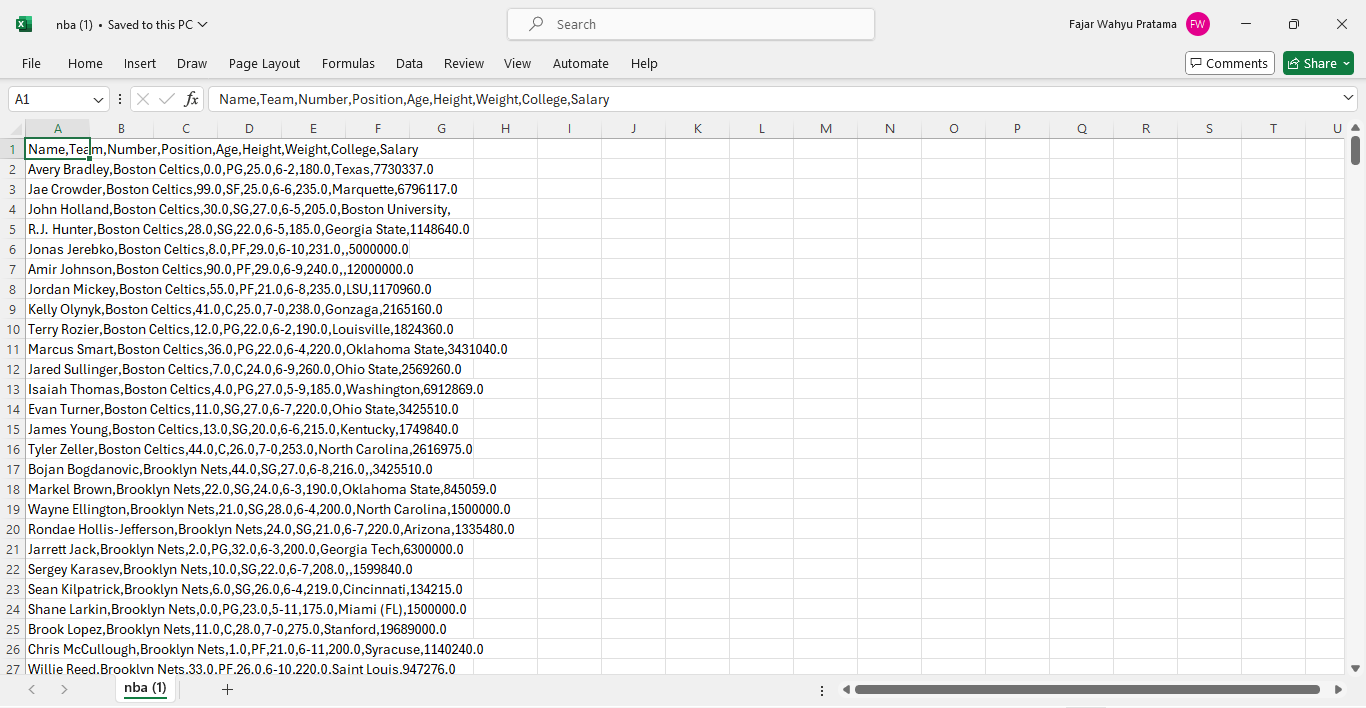 nba (1) • Saved to this PC
Search
Fajar Wahyu Pratama
FW
File Home Insert Draw Page Layout Formulas Data Review View Automate Help
Comments
Share
A1
fx
Name,Team,Number,Position,Age,Height,Weight,College,Salary
A B C D E F G H I J K L M N O P Q R S T U
1 Name,Team,Number,Position,Age,Height,Weight,College,Salary
2 Avery Bradley,Boston Celtics,0.0,PG,25.0,6-2,180.0,Texas,7730337.0
3 Jae Crowder,Boston Celtics,99.0,SF,25.0,6-6,235.0,Marquette,6796117.0
4 John Holland,Boston Celtics,30.0,SG,27.0,6-5,205.0,Boston University,
5 R.J. Hunter,Boston Celtics,28.0,SG,22.0,6-5,185.0,Georgia State,1148640.0
6 Jonas Jerebko,Boston Celtics,8.0,PF,29.0,6-10,231.0,,5000000.0
7 Amir Johnson,Boston Celtics,90.0,PF,29.0,6-9,240.0,,12000000.0
8 Jordan Mickey,Boston Celtics,55.0,PF,21.0,6-8,235.0,LSU,1170960.0
9 Kelly Olynyk,Boston Celtics,41.0,C,25.0,7-0,238.0,Gonzaga,2165160.0
10 Terry Rozier,Boston Celtics,12.0,PG,22.0,6-2,190.0,Louisville,1824360.0
11 Marcus Smart,Boston Celtics,36.0,PG,22.0,6-4,220.0,Oklahoma State,3431040.0
12 Jared Sullinger,Boston Celtics,7.0,C,24.0,6-9,260.0,Ohio State,2569260.0
13 Isaiah Thomas,Boston Celtics,4.0,PG,27.0,5-9,185.0,Washington,6912869.0
14 Evan Turner,Boston Celtics,11.0,SG,27.0,6-7,220.0,Ohio State,3425510.0
15 James Young,Boston Celtics,13.0,SG,20.0,6-6,215.0,Kentucky,1749840.0
16 Tyler Zeller,Boston Celtics,44.0,C,26.0,7-0,253.0,North Carolina,2616975.0
17 Bojan Bogdanovic,Brooklyn Nets,44.0,SG,27.0,6-8,216.0,,3425510.0
18 Markel Brown,Brooklyn Nets,22.0,SG,24.0,6-3,190.0,Oklahoma State,845059.0
19 Wayne Ellington,Brooklyn Nets,21.0,SG,28.0,6-4,200.0,North Carolina,1500000.0
20 Rondae Hollis-Jefferson,Brooklyn Nets,24.0,SG,21.0,6-7,220.0,Arizona,1335480.0
21 Jarrett Jack,Brooklyn Nets,2.0,PG,32.0,6-3,200.0,Georgia Tech,6300000.0
22 Sergey Karasev,Brooklyn Nets,10.0,SG,22.0,6-7,208.0,,1599840.0
23 Sean Kilpatrick,Brooklyn Nets,6.0,SG,26.0,6-4,219.0,Cincinnati,134215.0
24 Shane Larkin,Brooklyn Nets,0.0,PG,23.0,5-11,175.0,Miami (FL),1500000.0
25 Brook Lopez,Brooklyn Nets,11.0,C,28.0,7-0,275.0,Stanford,19689000.0
26 Chris McCullough,Brooklyn Nets,1.0,PF,21.0,6-11,200.0,Syracuse,1140240.0
27 Willie Reed,Brooklyn Nets,33.0,PF,26.0,6-10,220.0,Saint Louis,947276.0
nba (1)